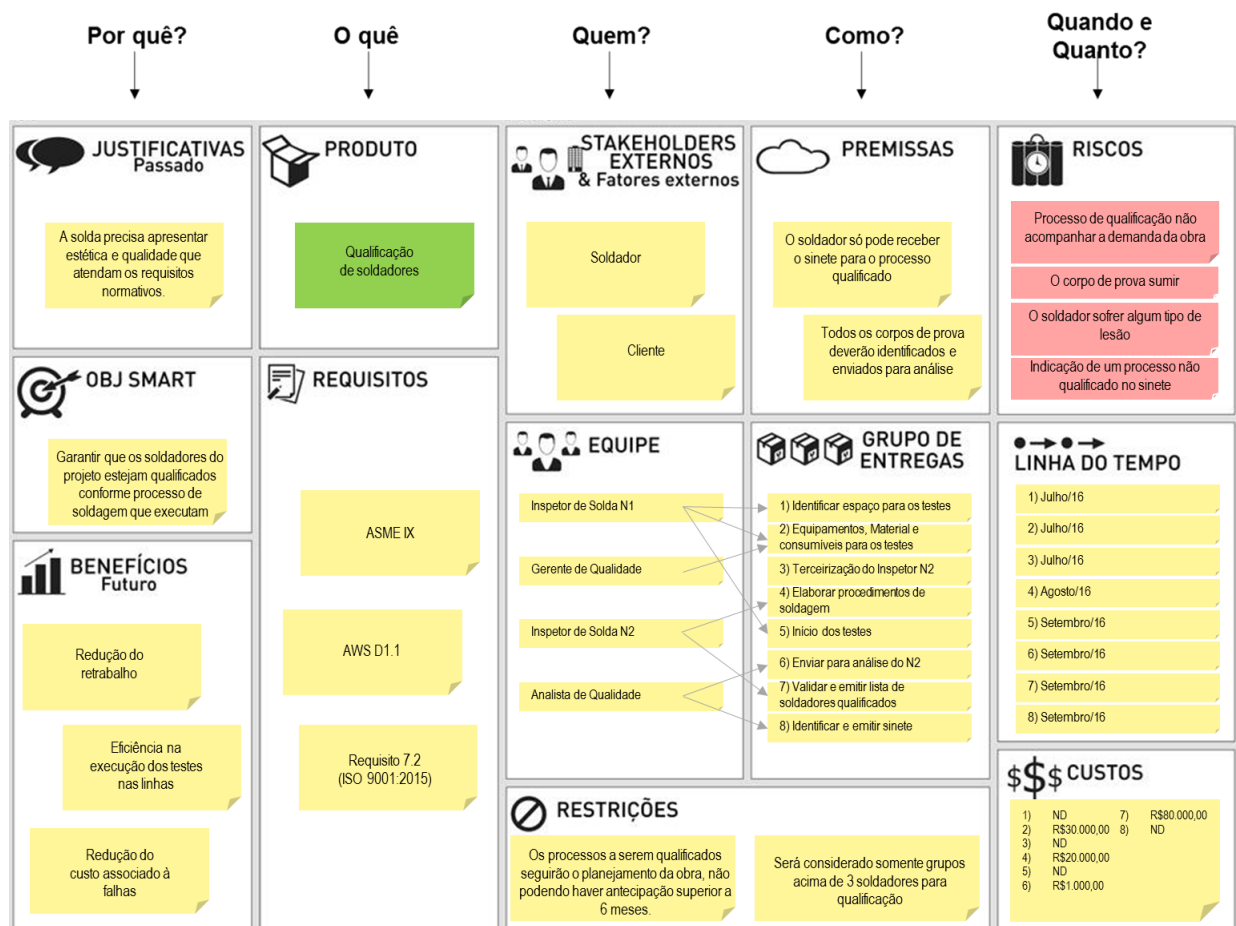 Por quê?
O quê
Quem?
Como?
Quando e
Quanto?
JUSTIFICATIVAS
Passado
A solda precisa apresentar
estética e qualidade que
atendam os requisitos
normativos.
OBJ SMART
Garantir que os soldadores do
projeto estejam qualificados
conforme processo de
soldagem que executam
BENEFÍCIOS
Futuro
Redução do
retrabalho
Eficiência na
execução dos testes
nas linhas
Redução do
custo associado à
falhas
PRODUTO
Qualificação
de soldadores
REQUISITOS
ASME IX
AWS D1.1
Requisito 7.2
(ISO 9001:2015)
STAKEHOLDERS
EXTERNOS
& Fatores externos
Soldador
Cliente
EQUIPE
Inspetor de Solda N1
Gerente de Qualidade
Inspetor de Solda N2
Analista de Qualidade
PREMISSAS
O soldador só pode receber
o sinete para o processo
qualificado
Todos os corpos de prova
deverão identificados e
enviados para análise
GRUPO DE
ENTREGAS
1) Identificar espaço para os testes
2) Equipamentos, Material e
consumíveis para os testes
3) Terceirização do Inspetor N2
4) Elaborar procedimentos de
soldagem
5) Inicio dos testes
6) Enviar para análise do N2
7) Validar e emitir lista de
soldadores qualificados
8) Identificar e emitir sinete
RESTRIÇÕES
Os processos a serem qualificados
seguirão o planejamento da obra, não
podendo haver antecipação superior a
6 meses.
Será considerado somente grupos
acima de 3 soldadores para
qualificação
RISCOS
Processo de qualificação não
acompanhar a demanda da obra
O corpo de prova sumir
O soldador sofrer algum tipo de
lesão
Indicação de um processo não
qualificado no sinete
LINHA DO TEMPO
1) Julho/16
2) Julho/16
3) Julho/16
4) Agosto/16
5) Setembro/16
6) Setembro/16
7) Setembro/16
8) Setembro/16
$$$ CUSTOS
1) ND 7) R$80.000,00
2) R$30.000,00 8) ND
3) ND
4) R$20.000,00
5) ND
6) R$1.000,00